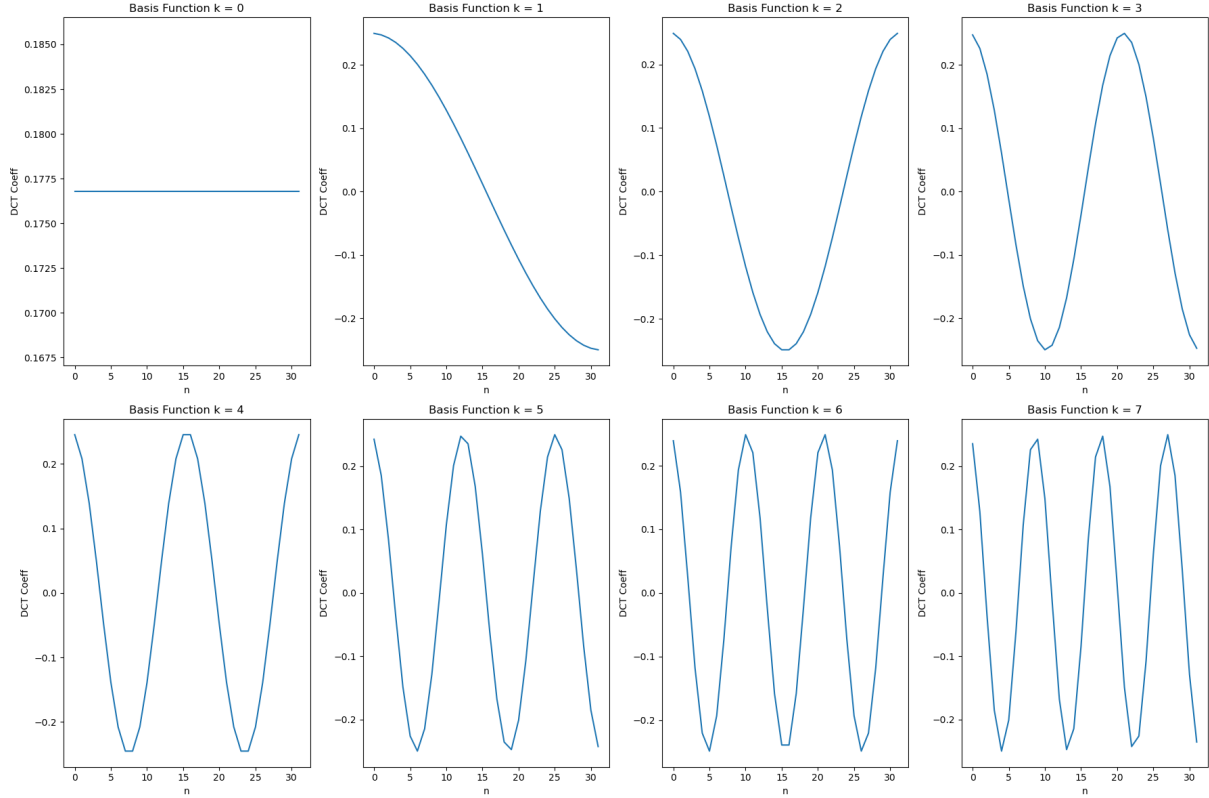 Basis Function k = 0
DCT Coeff
0.1850
0.1825
0.1800
0.1775
0.1750
0.1725
0.1700
0.1675
0 5 10 15 20 25 30
n
Basis Function k = 1
DCT Coeff
0.2
0.1
0.0
−0.1
−0.2
0 5 10 15 20 25 30
n
Basis Function k = 2
DCT Coeff
0.2
0.1
0.0
−0.1
−0.2
0 5 10 15 20 25 30
n
Basis Function k = 3
DCT Coeff
0.2
0.1
0.0
−0.1
−0.2
0 5 10 15 20 25 30
n
Basis Function k = 4
DCT Coeff
0.2
0.1
0.0
−0.1
−0.2
0 5 10 15 20 25 30
n
Basis Function k = 5
DCT Coeff
0.2
0.1
0.0
−0.1
−0.2
0 5 10 15 20 25 30
n
Basis Function k = 6
DCT Coeff
0.2
0.1
0.0
−0.1
−0.2
0 5 10 15 20 25 30
n
Basis Function k = 7
DCT Coeff
0.2
0.1
0.0
−0.1
−0.2
0 5 10 15 20 25 30
n